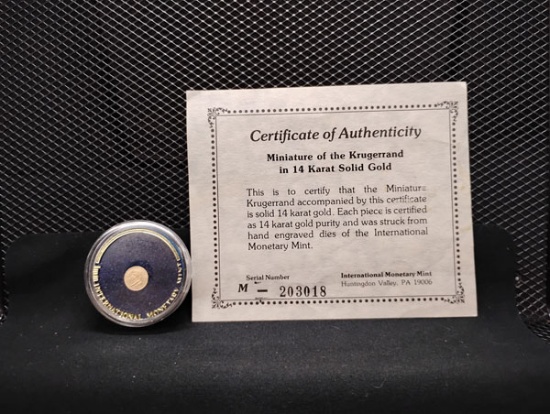 Certificate of Authenticity
Miniature of the Krugerrand
in 14 Karat Solid Gold
This is to certify that the Miniature
Krugerrand accompanied by this certificate
is solid 14 karat gold. Each piece is certified
as 14 karat gold purity and was struck from
hand engraved dies of the International
Monetary Mint.
Serial Number
M – 203018
International Monetary Mint
Huntingdon Valley, PA 19006
INTERNATIONAL MONETARY MINT